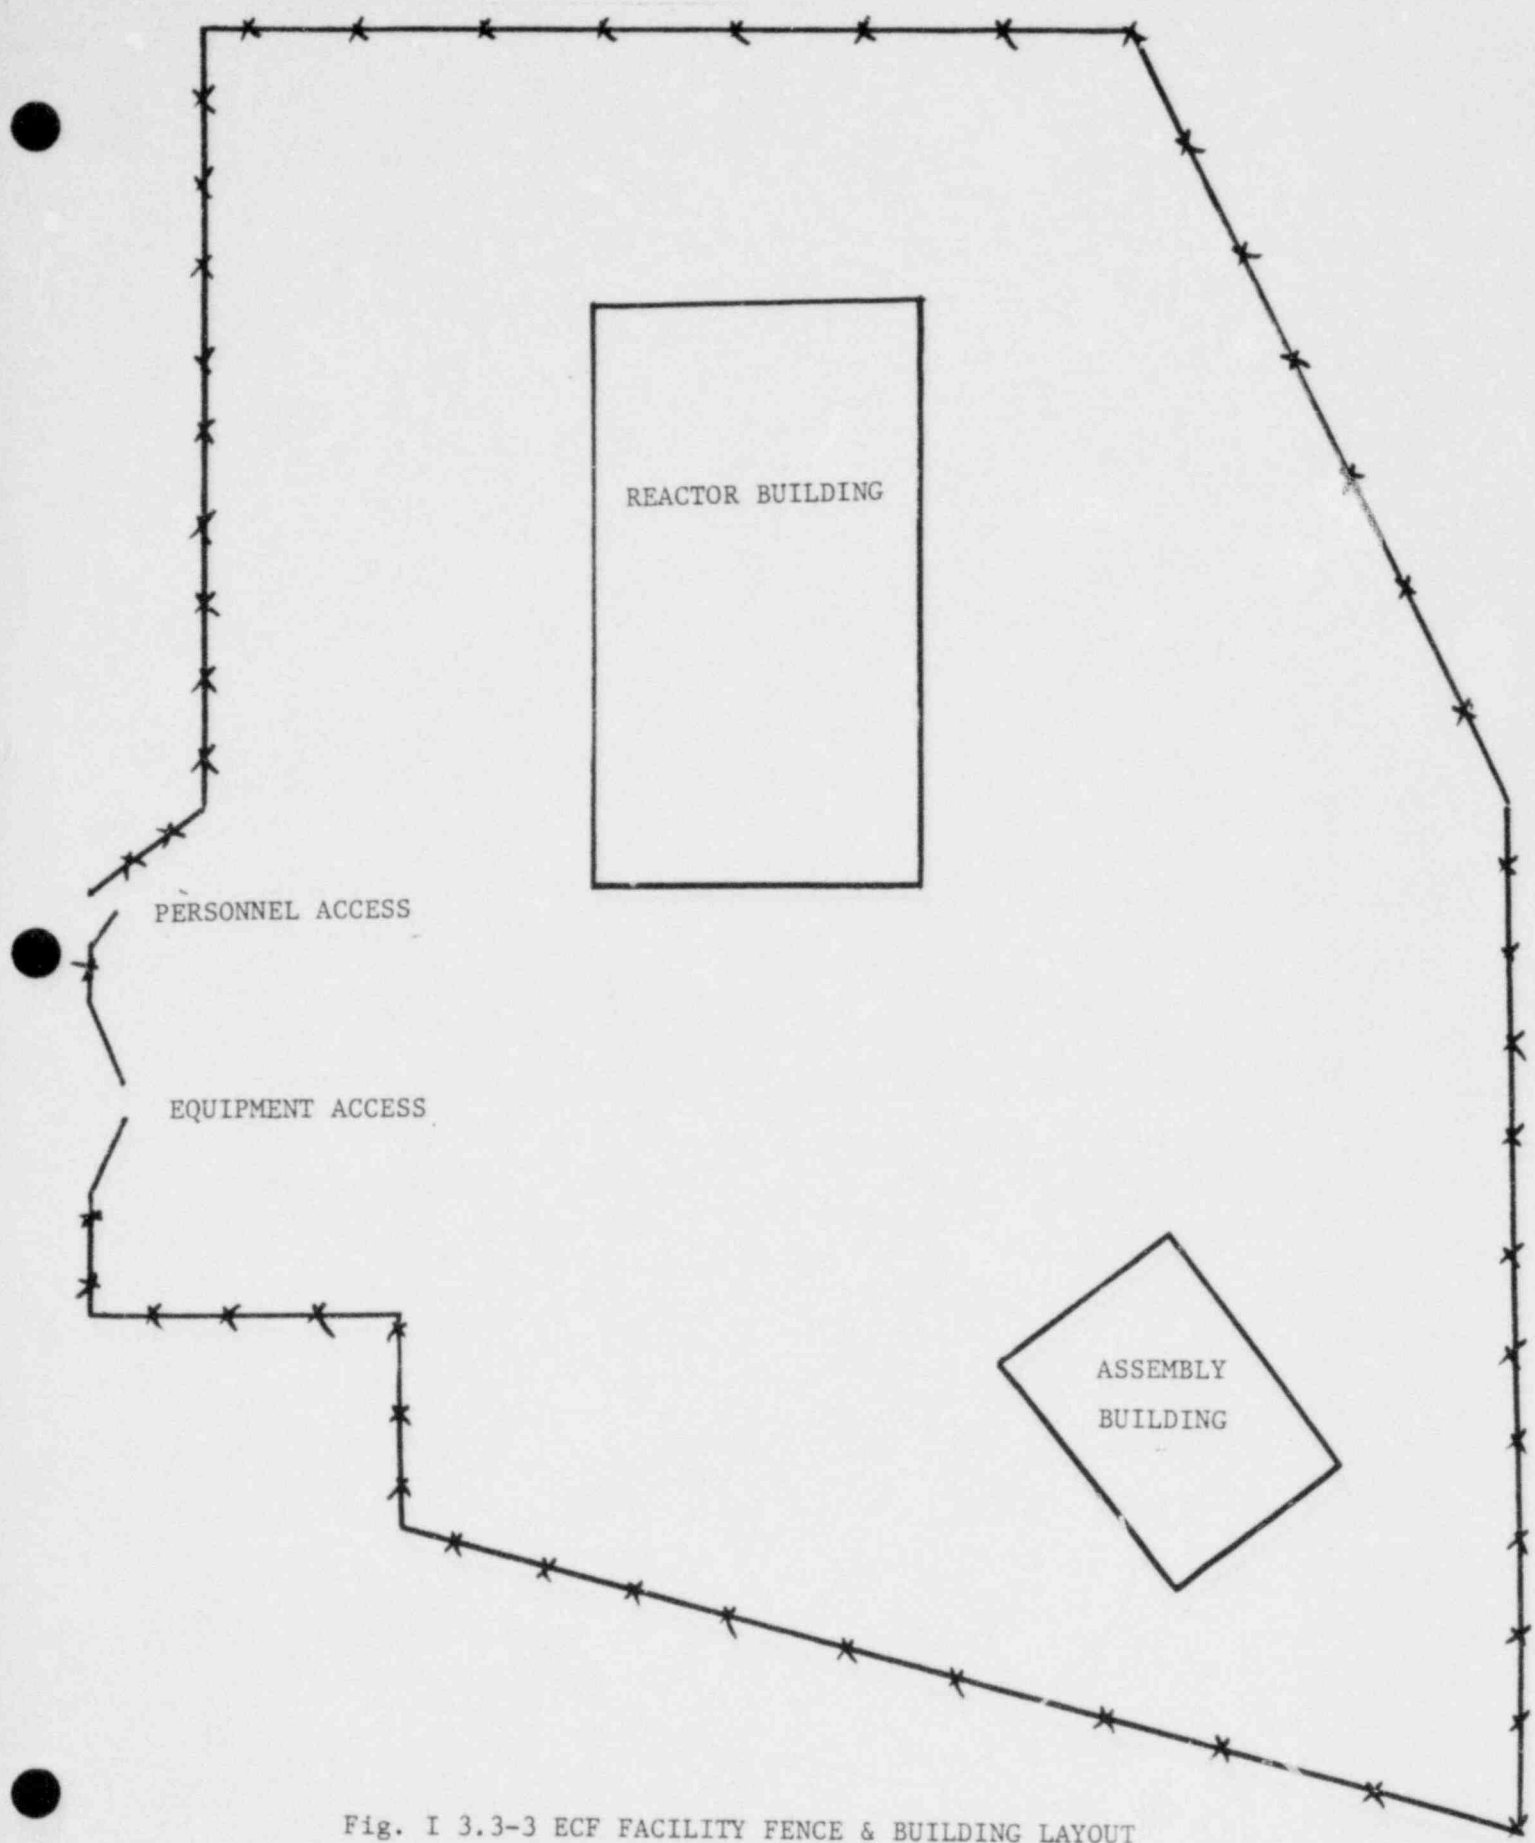 REACTOR BUILDING
PERSONNEL ACCESS
EQUIPMENT ACCESS
ASSEMBLY
BUILDING
Fig. I 3.3-3 ECF FACILITY FENCE & BUILDING LAYOUT